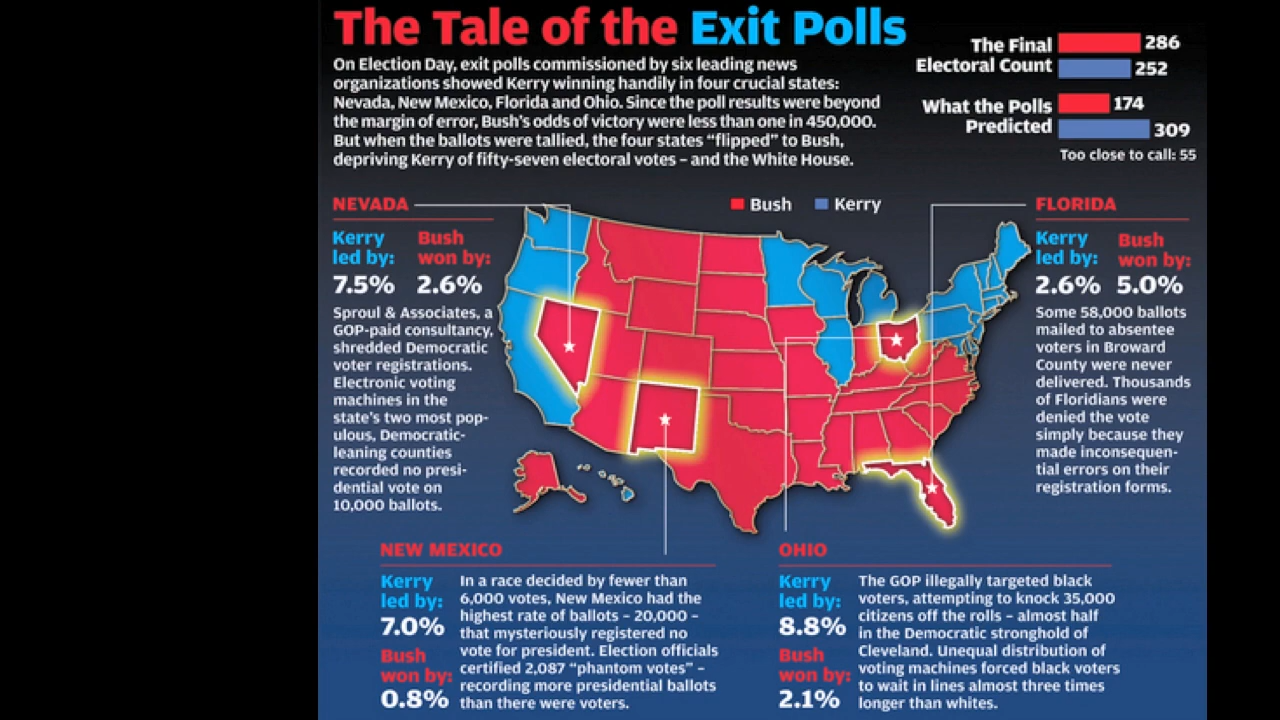 The Tale of the Exit Polls
On Election Day, exit polls commissioned by six leading news
organizations showed Kerry winning handily in four crucial states:
Nevada, New Mexico, Florida and Ohio. Since the poll results were beyond
the margin of error, Bush's odds of victory were less than one in 450,000.
But when the ballots were tallied, the four states “flipped” to Bush,
depriving Kerry of fifty-seven electoral votes – and the White House.
The Final
Electoral Count
286
252
What the Polls
Predicted
174
309
Too close to call: 55
Bush
Kerry
NEVADA
Kerry
led by:
7.5%
Bush
won by:
2.6%
Sproul & Associates, a
GOP-paid consultancy,
shredded Democratic
voter registrations.
Electronic voting
machines in the
state's two most pop-
ulous, Democratic-
leaning counties
recorded no presi-
dential vote on
10,000 ballots.
FLORIDA
Kerry
led by:
2.6%
Bush
won by:
5.0%
Some 58,000 ballots
mailed to absentee
voters in Broward
County were never
delivered. Thousands
of Floridians were
denied the vote
simply because they
made inconsequen-
tial errors on their
registration forms.
NEW MEXICO
Kerry
led by:
7.0%
Bush
won by:
0.8%
In a race decided by fewer than
6,000 votes, New Mexico had the
highest rate of ballots – 20,000 –
that mysteriously registered no
vote for president. Election officials
certified 2,087 “phantom votes” –
recording more presidential ballots
than there were voters.
OHIO
Kerry
led by:
8.8%
Bush
won by:
2.1%
The GOP illegally targeted black
voters, attempting to knock 35,000
citizens off the rolls – almost half
in the Democratic stronghold of
Cleveland. Unequal distribution of
voting machines forced black voters
to wait in lines almost three times
longer than whites.